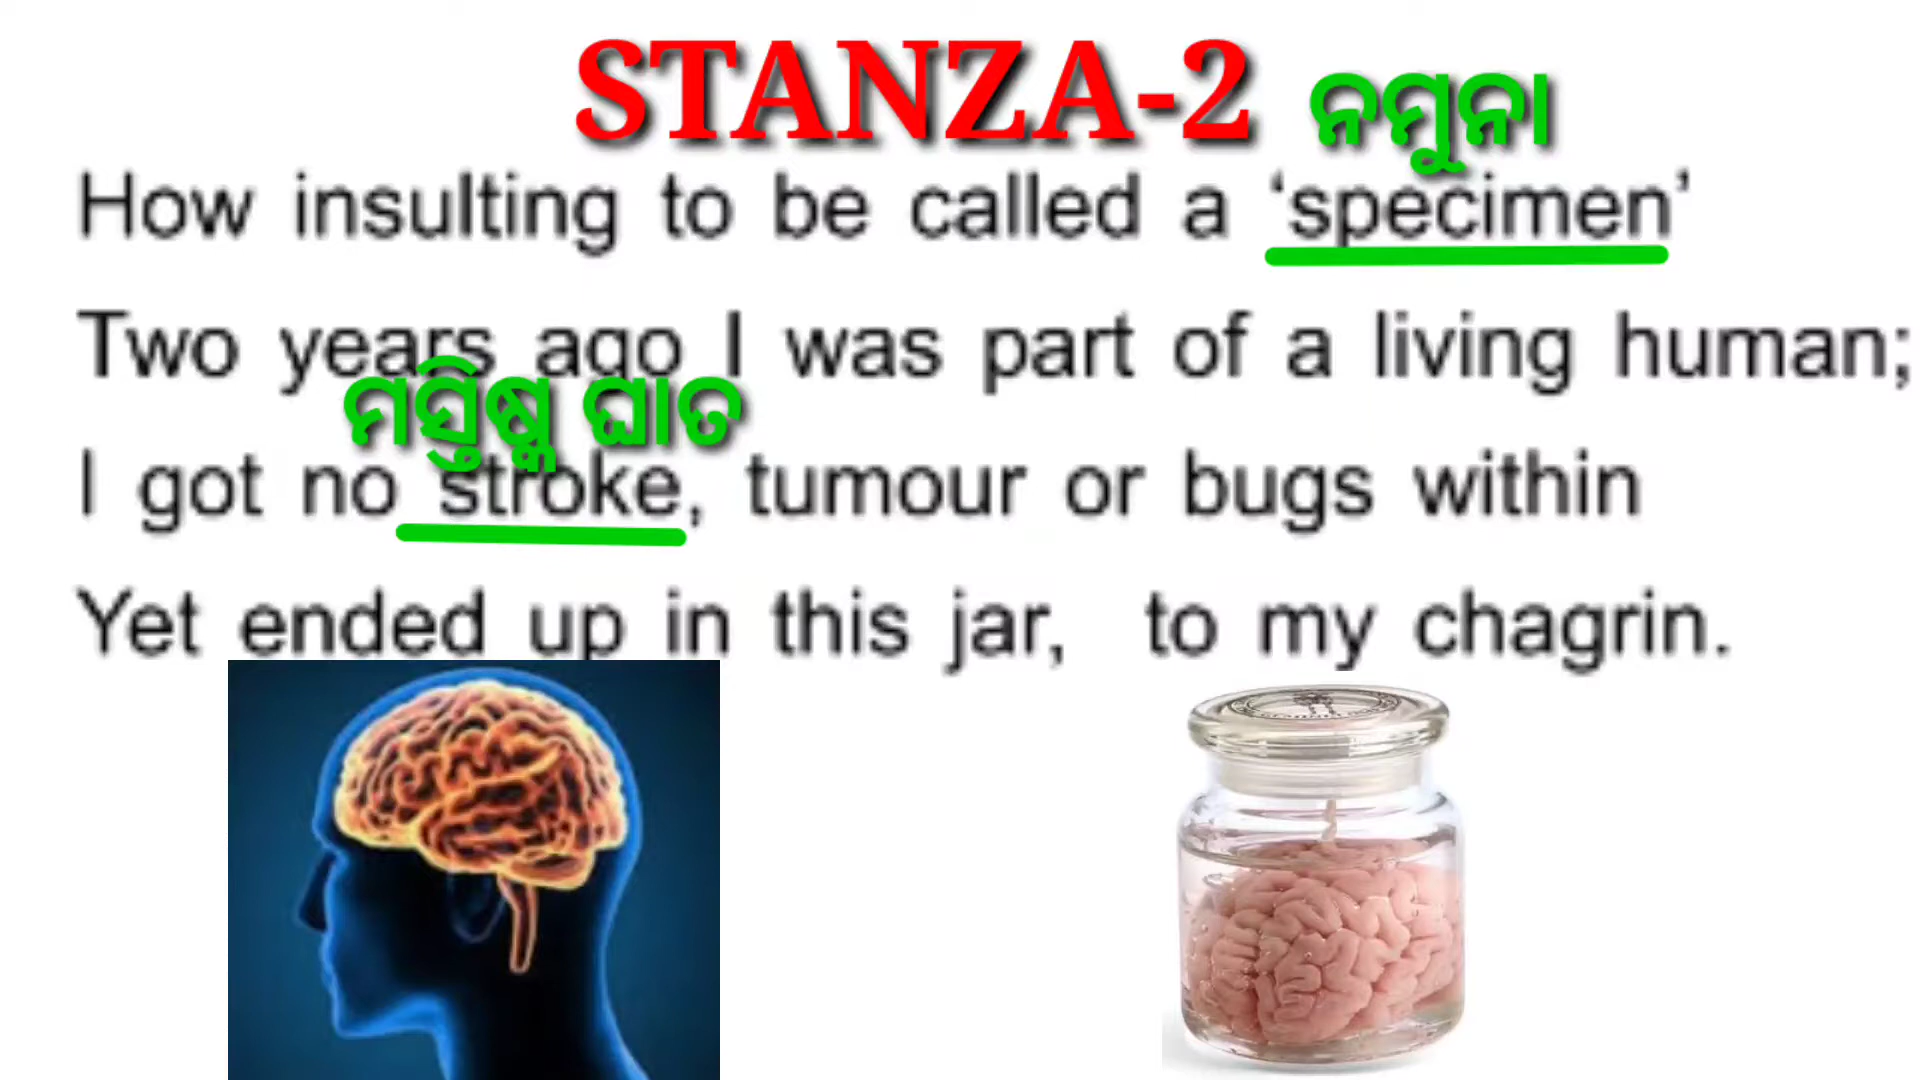 STANZA-2 ନମୁନା
How insulting to be called a ‘specimen’
Two years ago I was part of a living human;
ମସ୍ତିଷ୍କ ଘାତ
I got no stroke, tumour or bugs within
Yet ended up in this jar, to my chagrin.